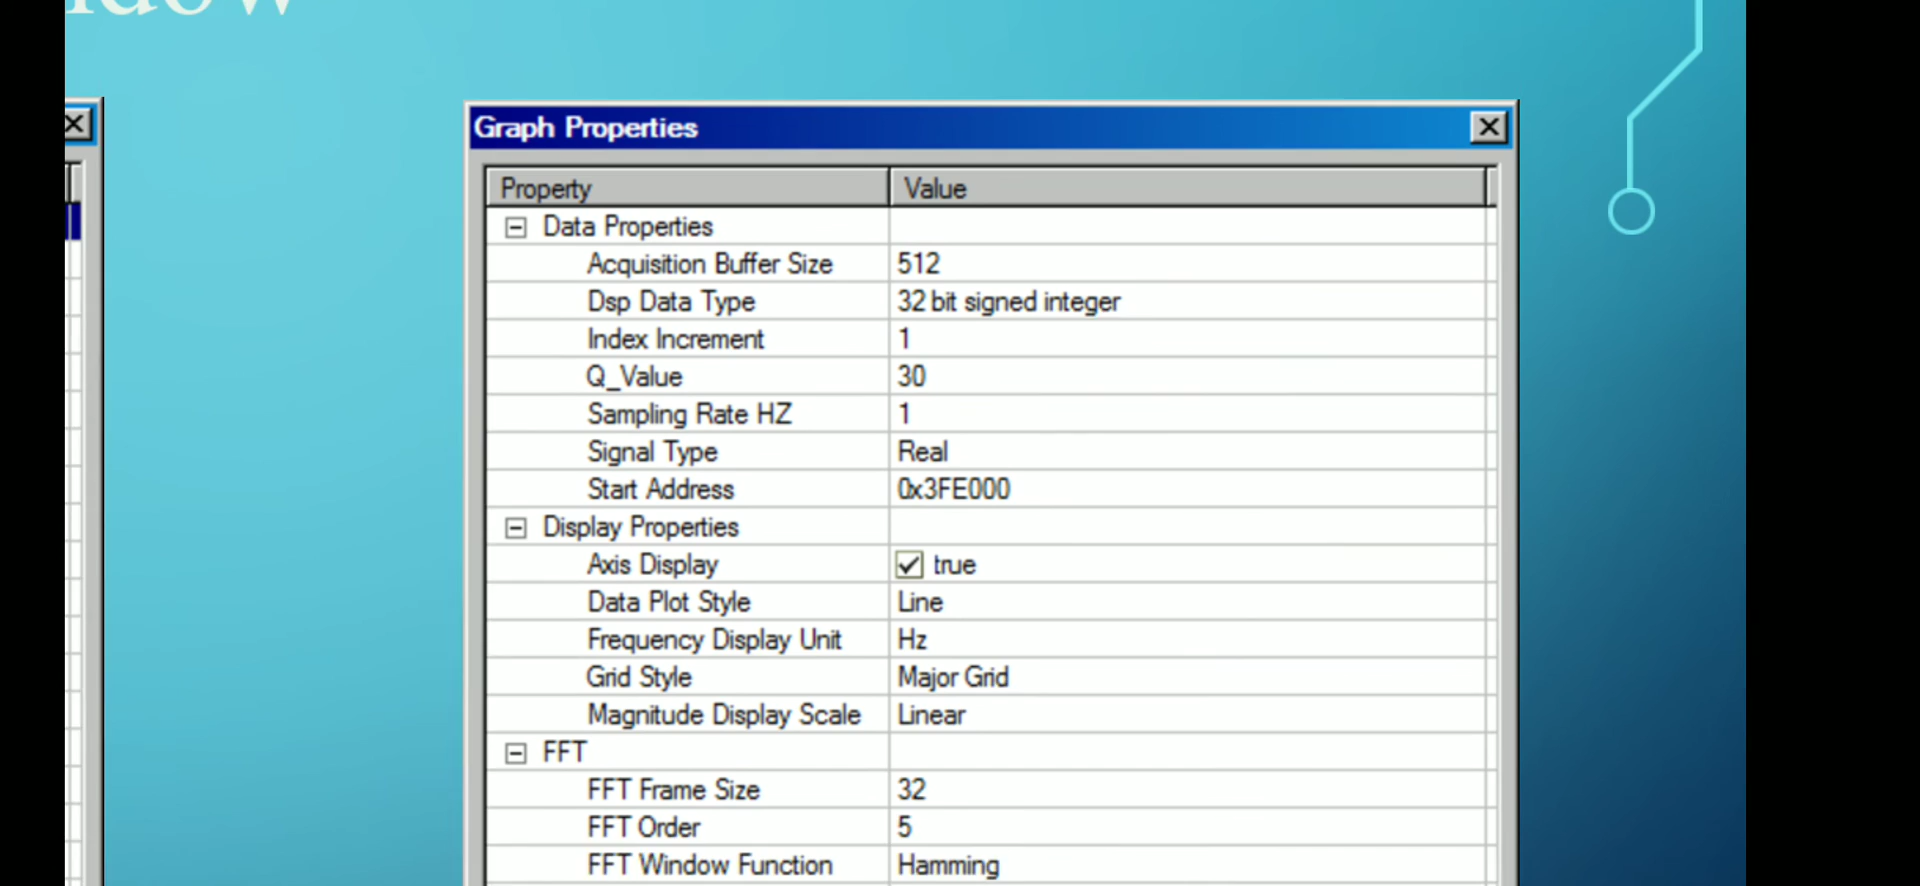 Graph Properties
Property Value
Data Properties
Acquisition Buffer Size 512
Dsp Data Type 32 bit signed integer
Index Increment 1
Q_Value 30
Sampling Rate HZ 1
Signal Type Real
Start Address 0x3FE000
Display Properties
Axis Display true
Data Plot Style Line
Frequency Display Unit Hz
Grid Style Major Grid
Magnitude Display Scale Linear
FFT
FFT Frame Size 32
FFT Order 5
FFT Window Function Hamming